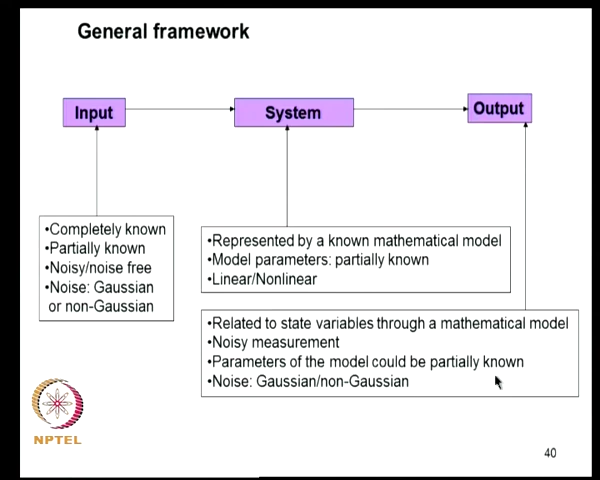 General framework
Input
System
Output
•Completely known
•Partially known
•Noisy/noise free
•Noise: Gaussian
or non-Gaussian
•Represented by a known mathematical model
•Model parameters: partially known
•Linear/Nonlinear
•Related to state variables through a mathematical model
•Noisy measurement
•Parameters of the model could be partially known
•Noise: Gaussian/non-Gaussian
NPTEL
40